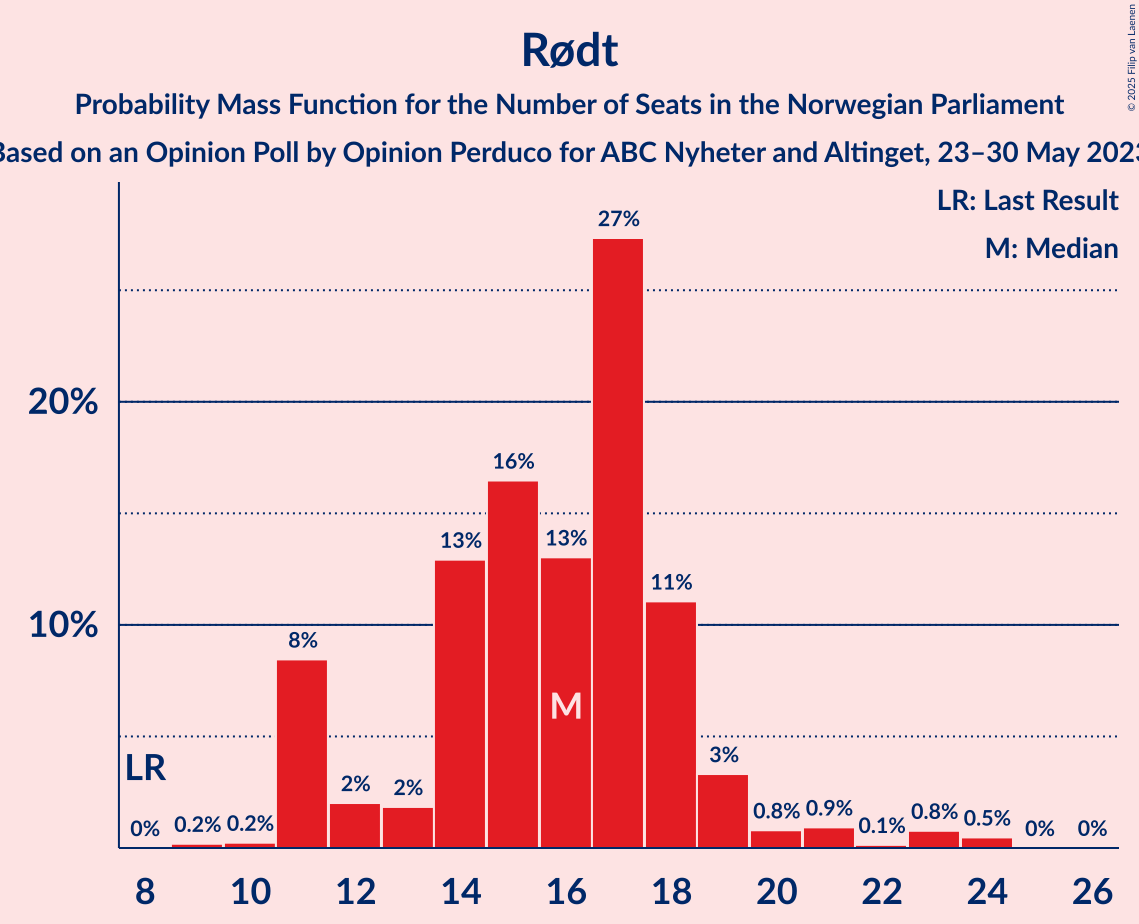 Rødt
Probability Mass Function for the Number of Seats in the Norwegian Parliament
Based on an Opinion Poll by Opinion Perduco for ABC Nyheter and Altinget, 23–30 May 2023
© 2025 Filip van Laenen
LR: Last Result
M: Median
27%
20%
16%
13%
13%
11%
10%
8%
M
LR
3%
2%
2%
0%
0.2%
0.2%
0.8%
0.9%
0.1%
0.8%
0.5%
0%
0%
8 10 12 14 16 18 20 22 24 26